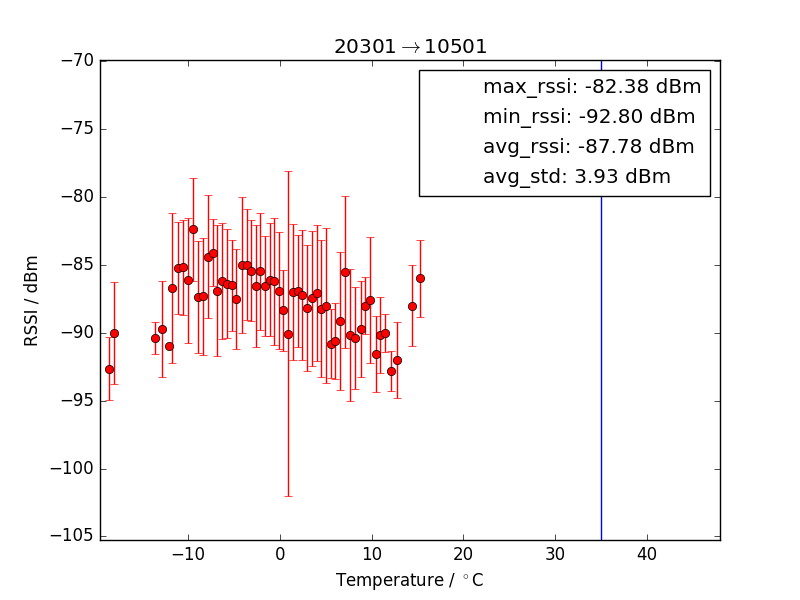 20301→10501
max_rssi: -82.38 dBm
min_rssi: -92.80 dBm
avg_rssi: -87.78 dBm
avg_std: 3.93 dBm
RSSI / dBm
−70
−75
−80
−85
−90
−95
−100
−105
−10 0 10 20 30 40
Temperature / °C